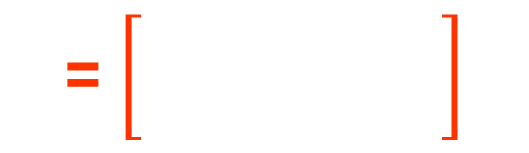 = [ ]